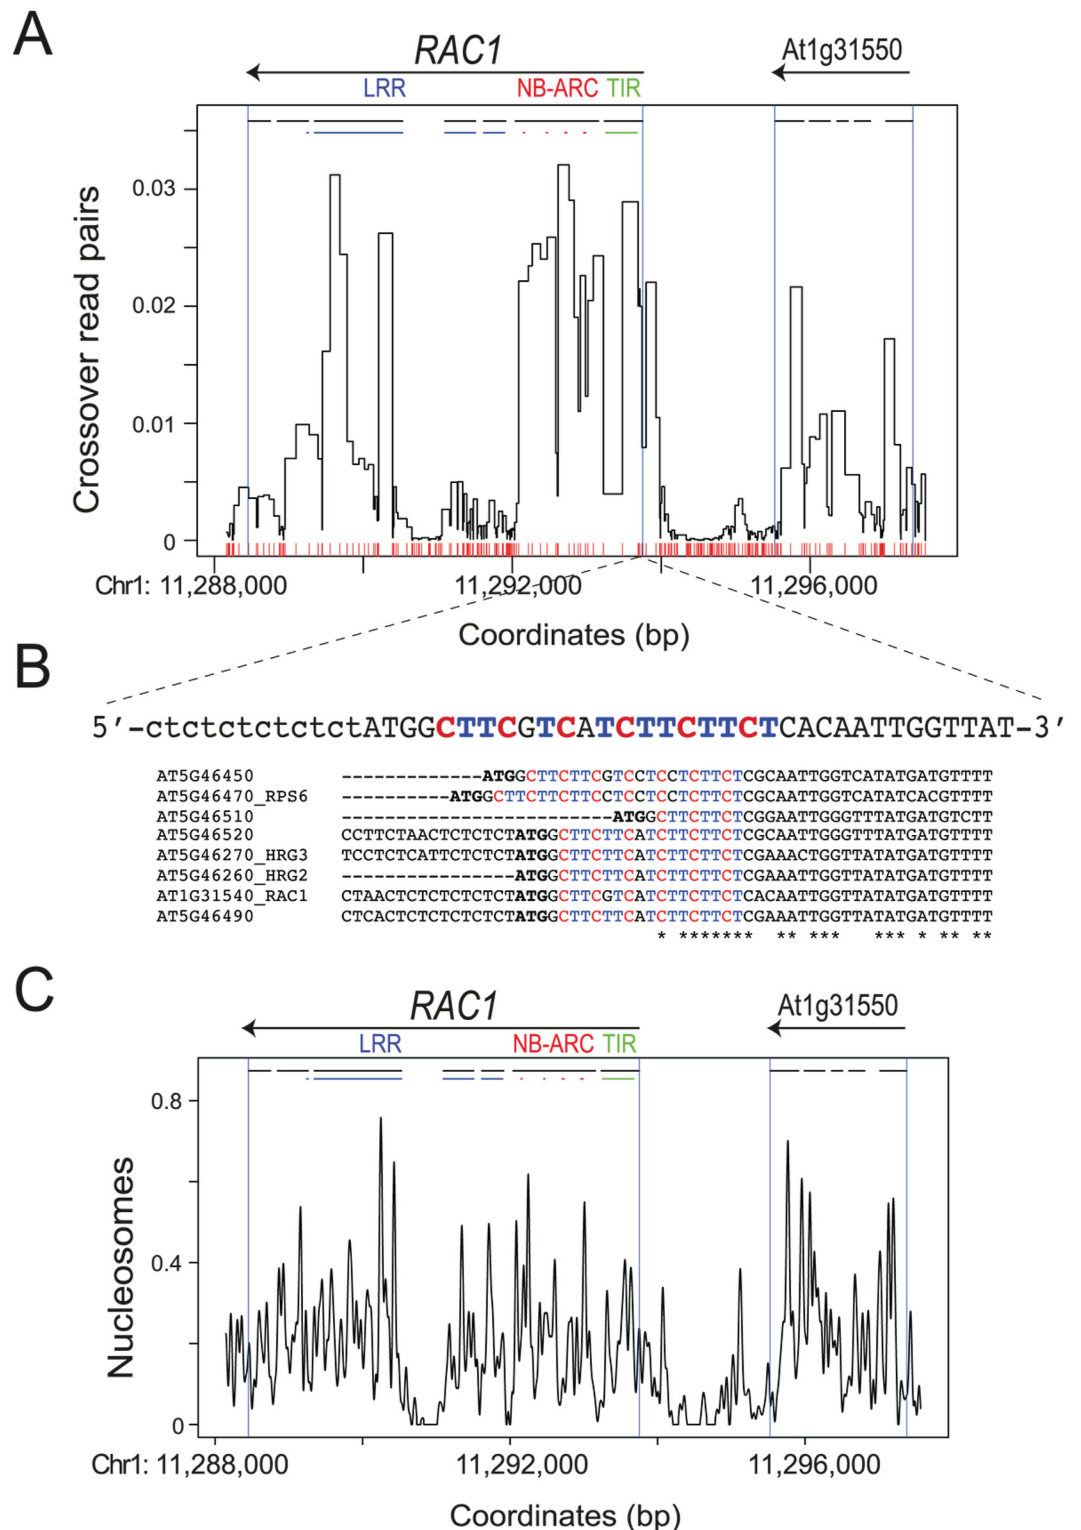 A
RAC1
At1g31550
LRR
NB-ARC
TIR
0.03
0.02
0.01
0
Crossover read pairs
Chr1: 11,288,000
11,292,000
11,296,000
Coordinates (bp)
B
5′-ctctctctctctATGGCTTCGTCATCTTCTTCTCACAATTGGTTAT-3′
AT5G46450 --------------ATGGCTTCTTCGTCCTCCTCTTCTCGCAATTGGTCATATGATGTTTT
AT5G46470_RPS6 -----------ATGGCTTCTTCTTCCTCCTCCTCTTCTCGCAATTGGTCATATCACGTTTT
AT5G46510 ---------------------------ATGGCTTCTTCTCGGAATTGGGTTTATGATGTCTT
AT5G46520 CCTTCTAACTCTCTCTATGGCTTCTTCATCTTCTTCTCGCAATTGGGTTTATGATGTTTT
AT5G46270_HRG3 TCCTCTCATTCTCTCTATGGCTTCTTCATCTTCTTCTCGAAACTGGTTATATGATGTTTT
AT5G46260_HRG2 -----------------ATGGCTTCTTCATCTTCTTCTCGAAATTGGTTATATGATGTTTT
AT1G31540_RAC1 CTAACTCTCTCTCTCTATGGCTTCGTCATCTTCTTCTCACAATTGGTTATATGATGTTTT
AT5G46490 CTCACTCTCTCTCTCTATGGCTTCTTCATCTTCTTCTCGAAATTGGTTATATGATGTTTT
* ******* ** *** *** * ** **
C
RAC1
At1g31550
LRR
NB-ARC
TIR
0.8
0.4
0
Nucleosomes
Chr1: 11,288,000
11,292,000
11,296,000
Coordinates (bp)